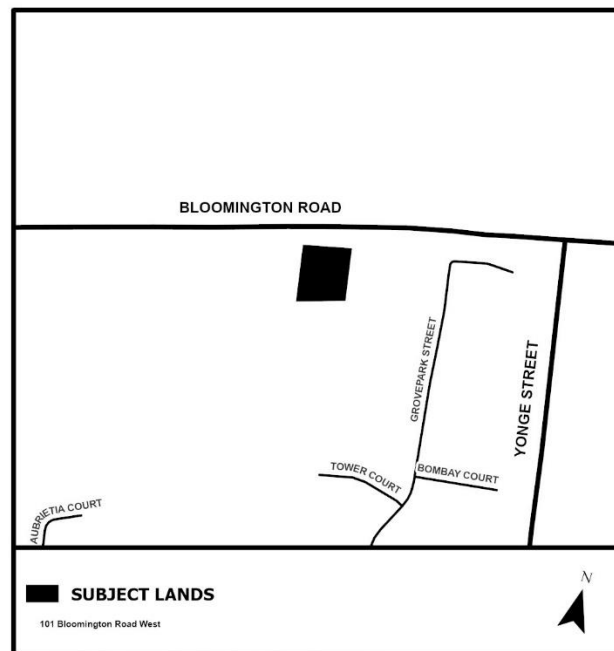 BLOOMINGTON ROAD
GROVEPARK STREET
YONGE STREET
TOWER COURT
BOMBAY COURT
AUBRIETIA COURT
SUBJECT LANDS
101 Bloomington Road West
N